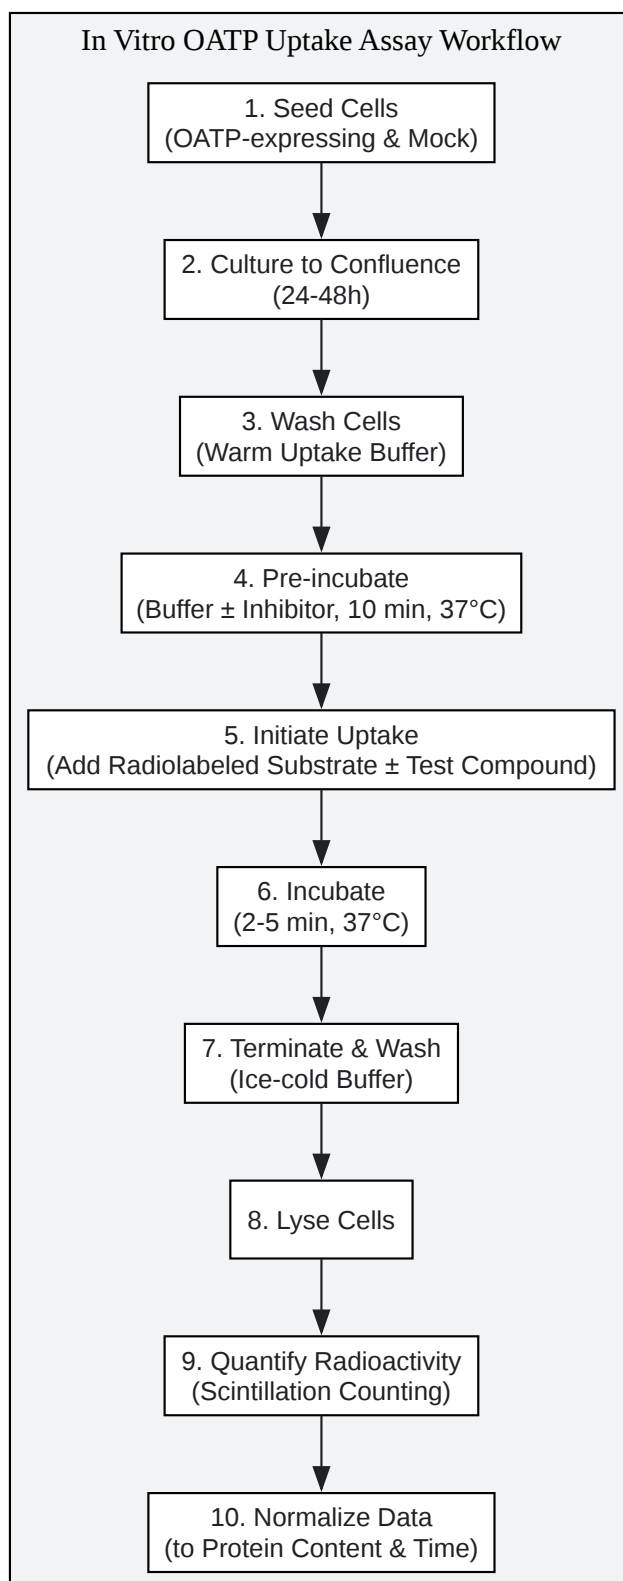 In Vitro OATP Uptake Assay Workflow
1. Seed Cells
(OATP-expressing & Mock)
2. Culture to Confluence
(24-48h)
3. Wash Cells
(Warm Uptake Buffer)
4. Pre-incubate
(Buffer ± Inhibitor, 10 min, 37°C)
5. Initiate Uptake
(Add Radiolabeled Substrate ± Test Compound)
6. Incubate
(2-5 min, 37°C)
7. Terminate & Wash
(Ice-cold Buffer)
8. Lyse Cells
9. Quantify Radioactivity
(Scintillation Counting)
10. Normalize Data
(to Protein Content & Time)